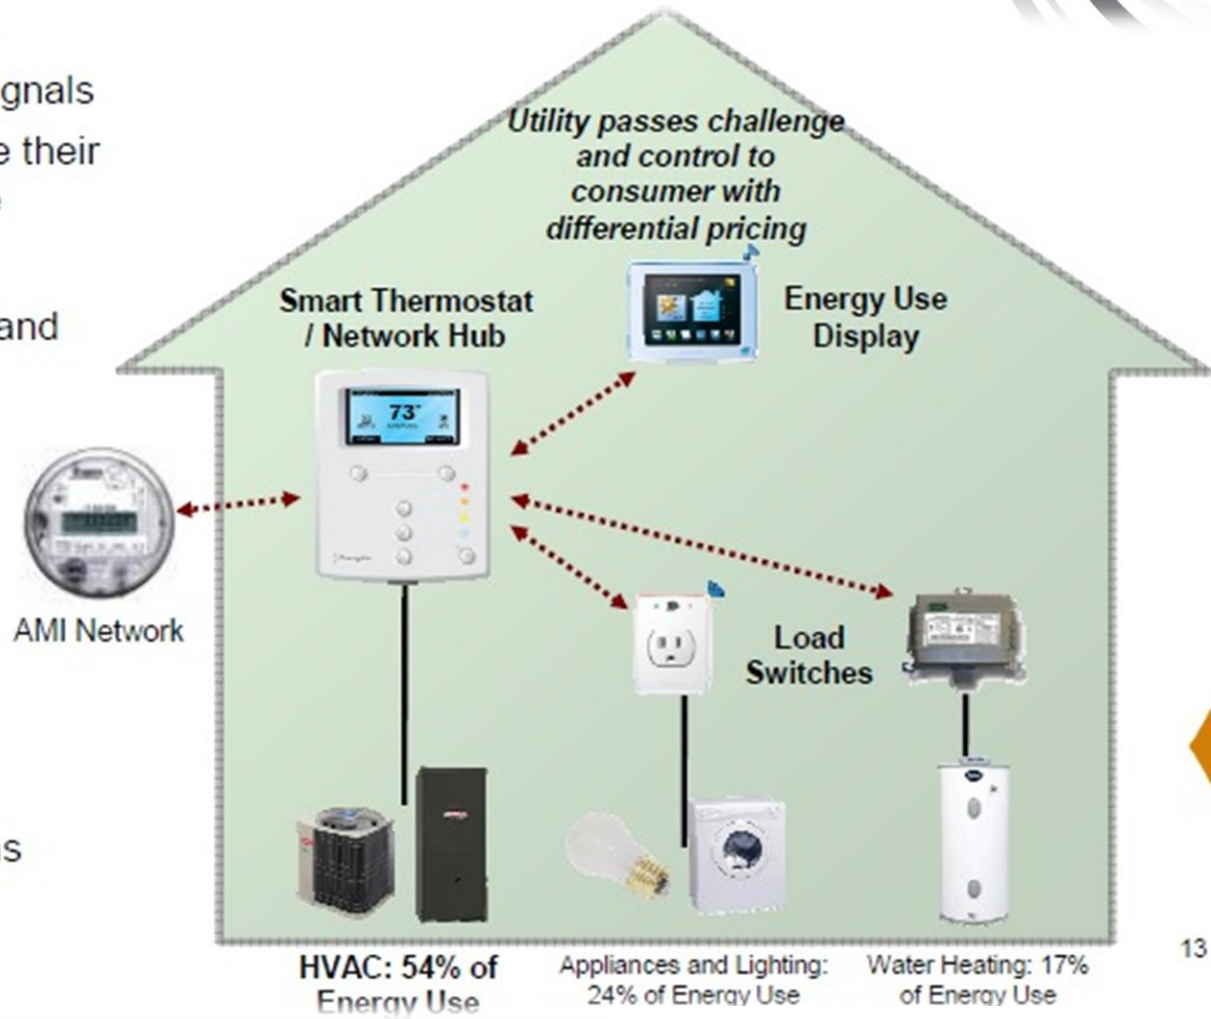 gnals
e their
and
ns
Utility passes challenge
and control to
consumer with
differential pricing
Smart Thermostat
/ Network Hub
Energy Use
Display
73°
AMI Network
Load
Switches
HVAC: 54% of
Energy Use
Appliances and Lighting:
24% of Energy Use
Water Heating: 17%
of Energy Use
13